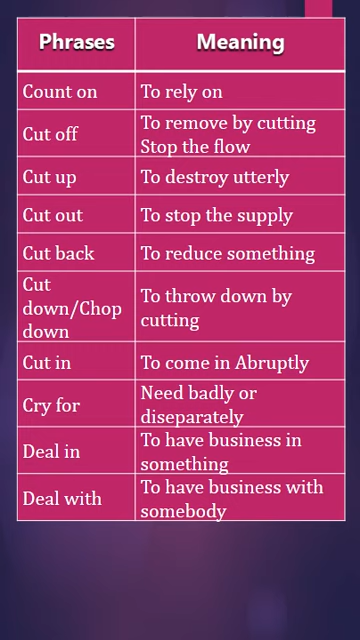 Phrases Meaning
Count on To rely on
Cut off To remove by cutting
Stop the flow
Cut up To destroy utterly
Cut out To stop the supply
Cut back To reduce something
Cut
down/Chop
down
To throw down by
cutting
Cut in To come in Abruptly
Cry for
Need badly or
diseparately
Deal in
To have business in
something
Deal with
To have business with
somebody